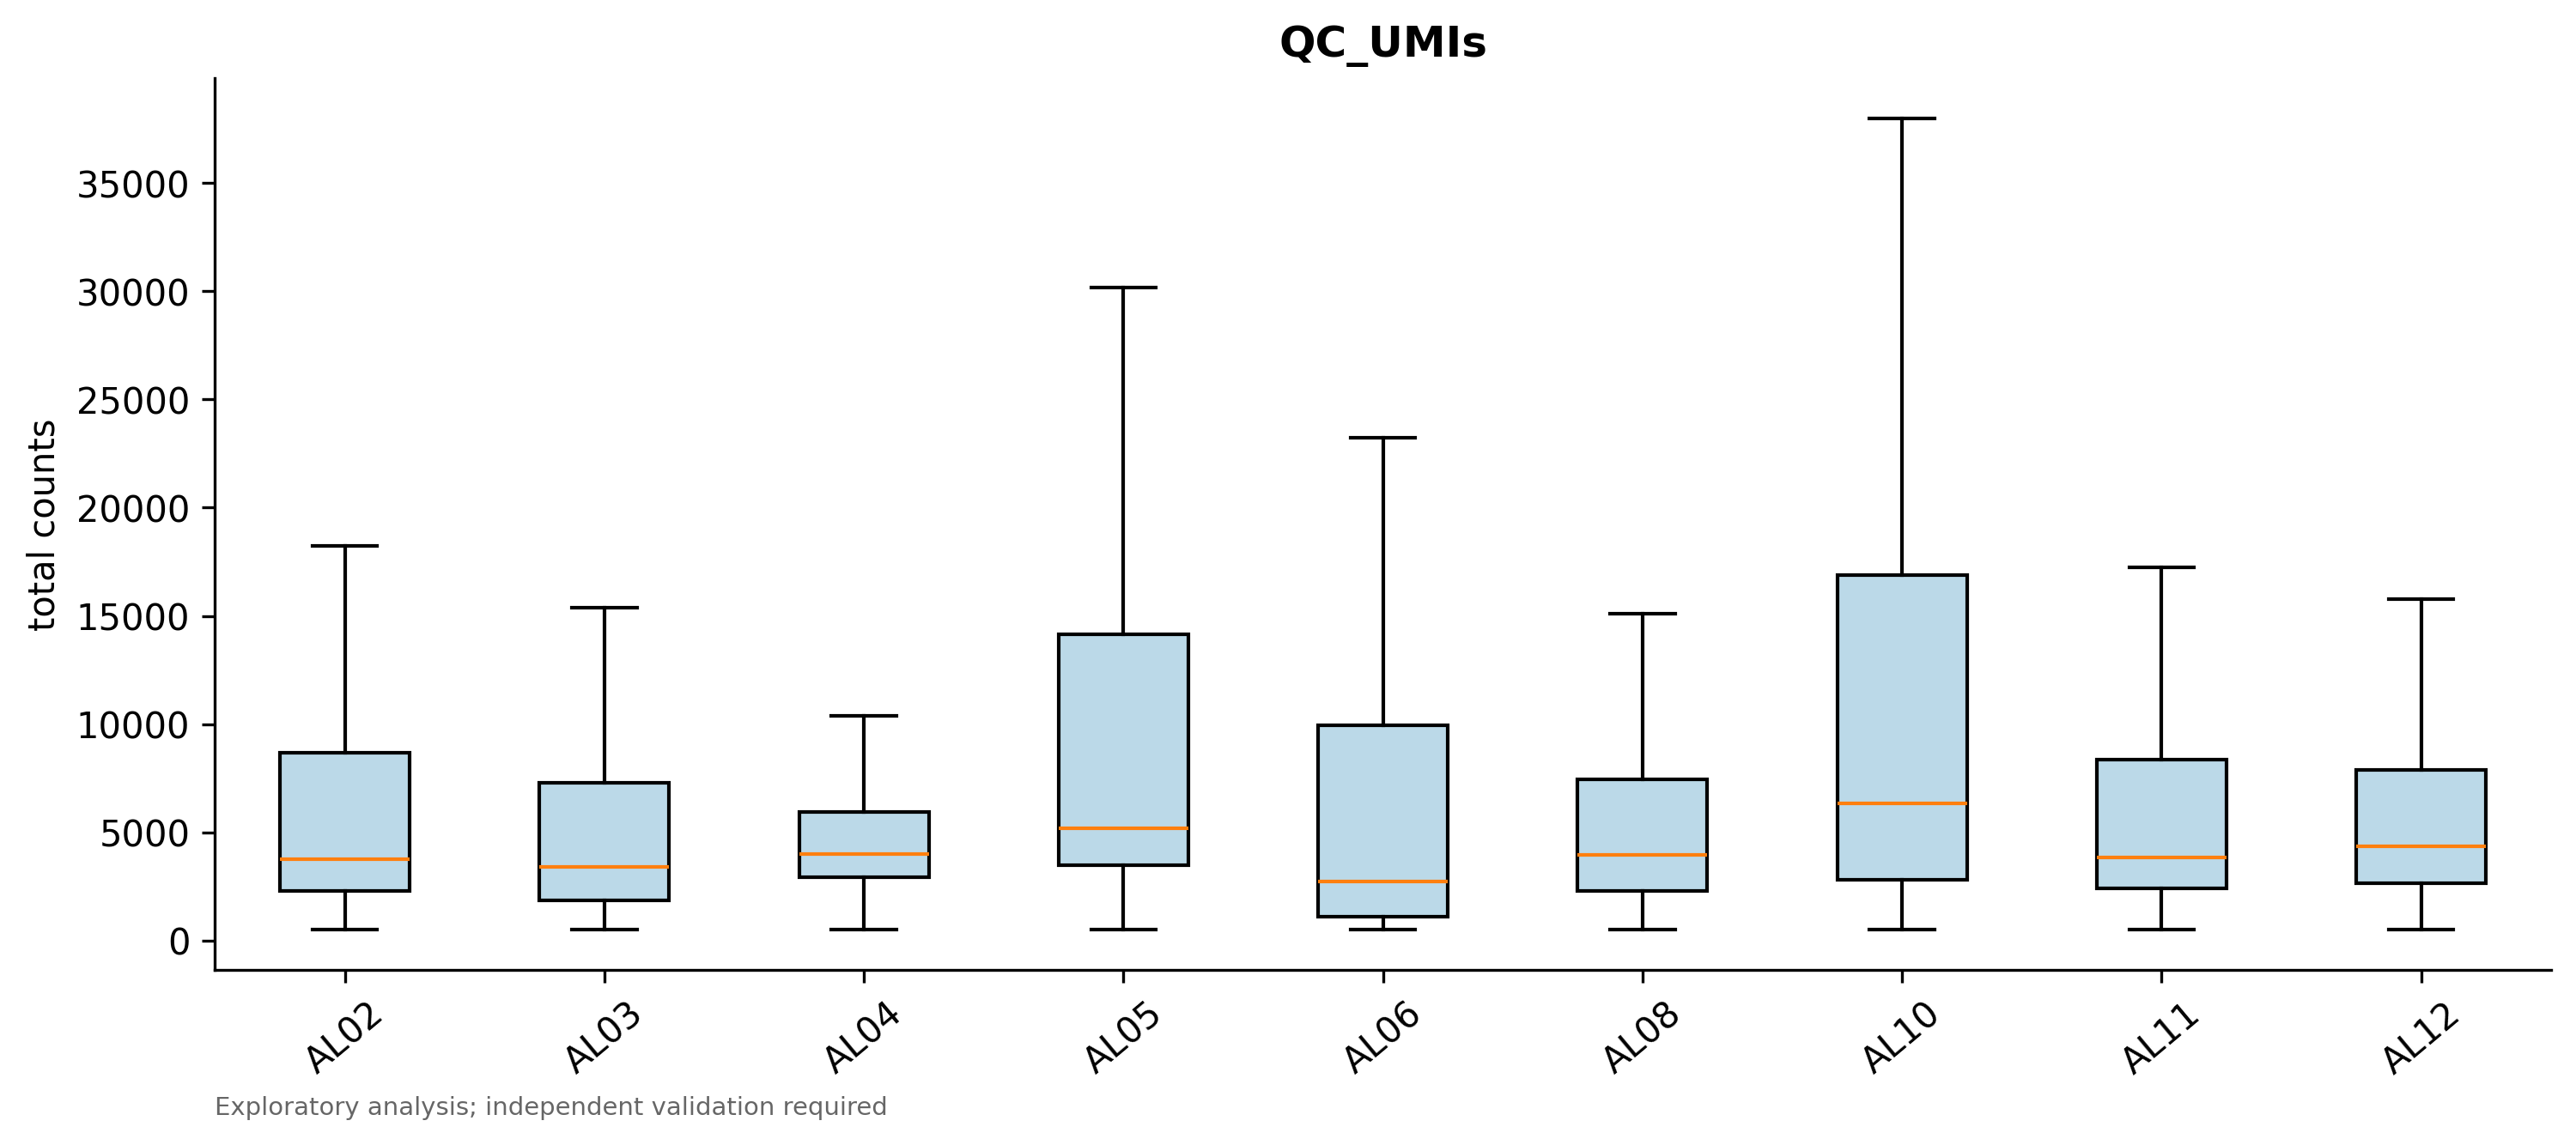 QC_UMIs
total counts
35000
30000
25000
20000
15000
10000
5000
0
AL02
AL03
AL04
AL05
AL06
AL08
AL10
AL11
AL12
Exploratory analysis; independent validation required